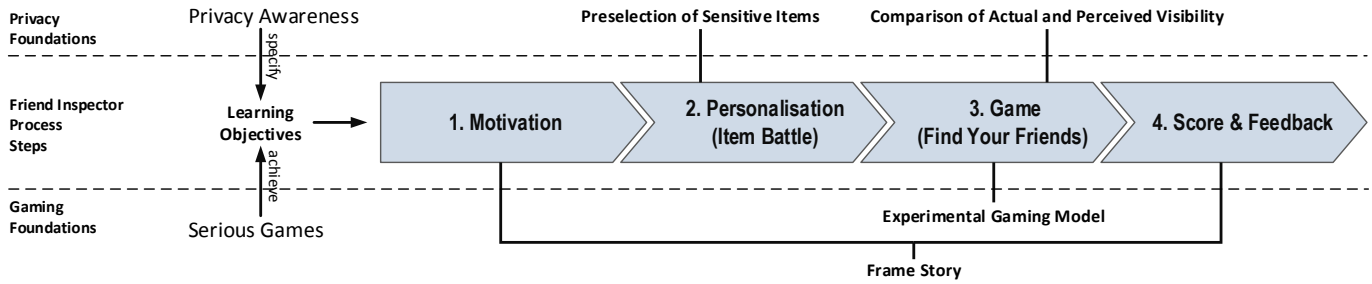 Privacy
Foundations
Privacy Awareness
Preselection of Sensitive Items
Comparison of Actual and Perceived Visibility
specify
Friend Inspector
Process
Steps
Learning
Objectives
1. Motivation
2. Personalisation
(Item Battle)
3. Game
(Find Your Friends)
4. Score & Feedback
achieve
Gaming
Foundations
Serious Games
Experimental Gaming Model
Frame Story